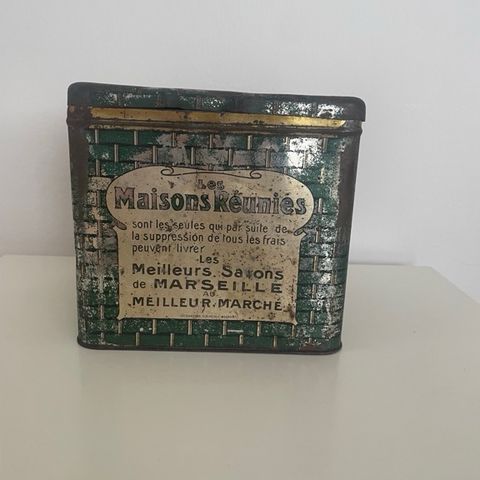 Les
Maisons Réunies
sont les seules qui par suite de
la suppression de tous les frais
peuvent livrer
Les
Meilleurs Savons
de MARSEILLE
AU
MEILLEUR.MARCHÉ